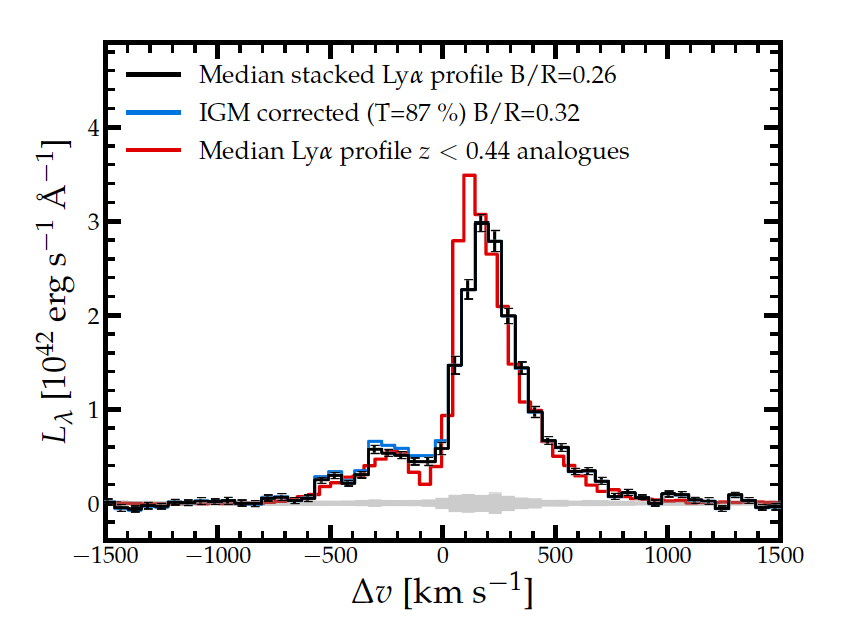 Median stacked Lyα profile B/R=0.26
IGM corrected (T=87 %) B/R=0.32
Median Lyα profile z < 0.44 analogues
L_λ [10^42 erg s^−1 Å^−1]
4
3
2
1
0
−1500 −1000 −500 0 500 1000 1500
Δv [km s^−1]